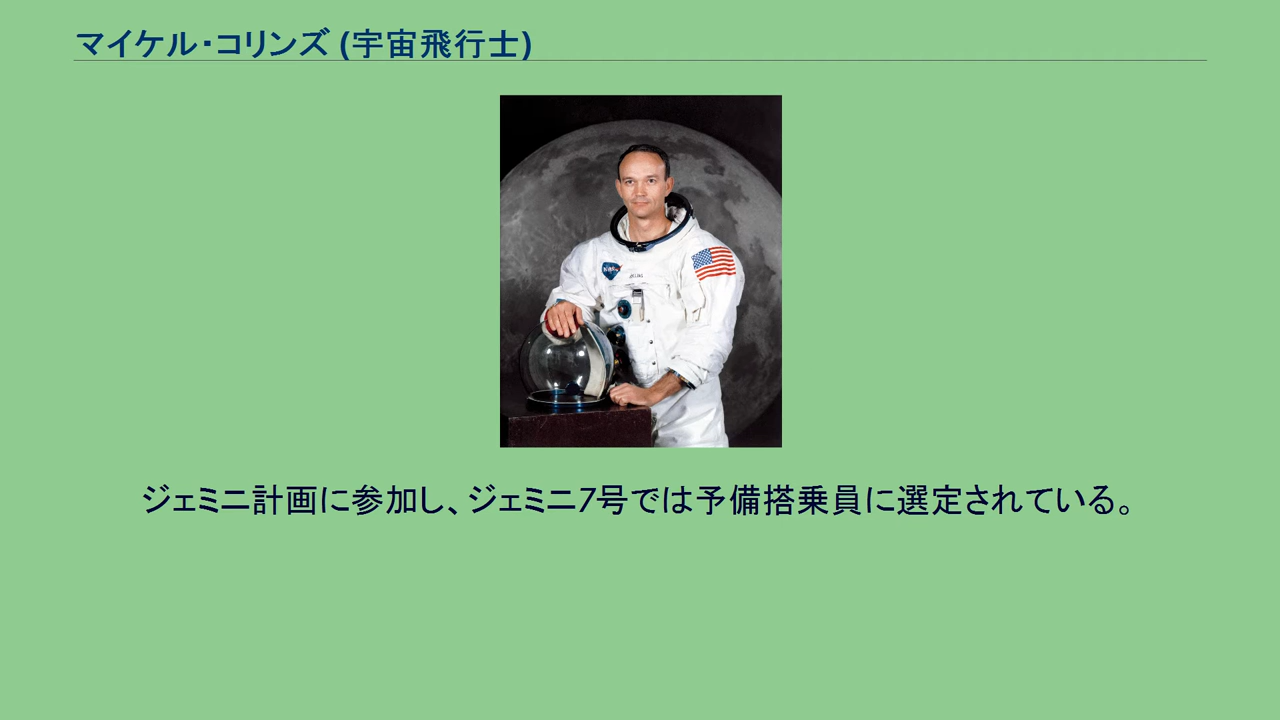 マイケル・コリンズ (宇宙飛行士)
NASA
ジェミニ計画に参加し、ジェミニ7号では予備搭乗員に選定されている。